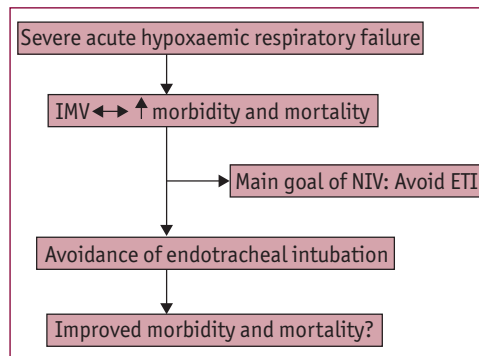 Severe acute hypoxaemic respiratory failure
IMV ↔ ↑ morbidity and mortality
Main goal of NIV: Avoid ETI
Avoidance of endotracheal intubation
Improved morbidity and mortality?